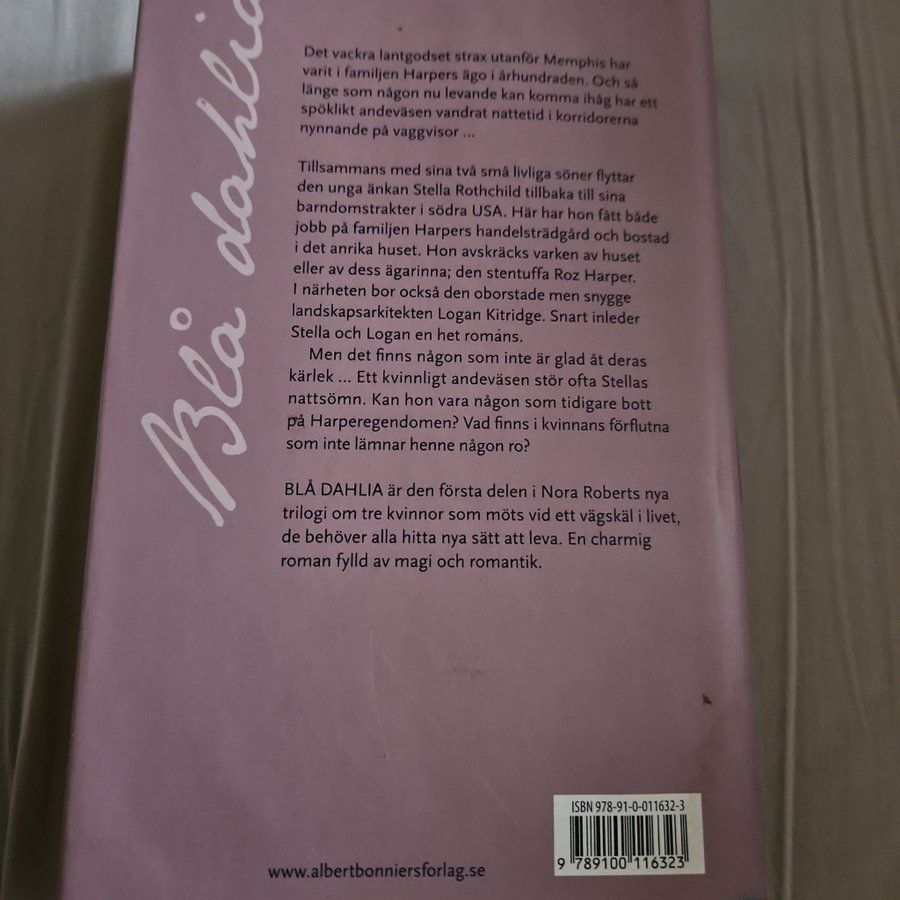 Blå dahlia
Det vackra lantgodset strax utanför Memphis har
varit i familjen Harpers ägo i århundraden. Och så
länge som någon nu levande kan komma ihåg har ett
spöklikt andeväsen vandrat nattetid i korridorerna
nynnande på vaggvisor ...
Tillsammans med sina två små livliga söner flyttar
den unga änkan Stella Rothchild tillbaka till sina
barndomstrakter i södra USA. Här har hon fått både
jobb på familjen Harpers handelsträdgård och bostad
i det anrika huset. Hon avskräcks varken av huset
eller av dess ägarinna; den stentuffa Roz Harper.
I närheten bor också den oborstade men snygge
landskapsarkitekten Logan Kitridge. Snart inleder
Stella och Logan en het romans.
Men det finns någon som inte är glad åt deras
kärlek ... Ett kvinnligt andeväsen stör ofta Stellas
nattsömn. Kan hon vara någon som tidigare bott
på Harperegendomen? Vad finns i kvinnans förflutna
som inte lämnar henne någon ro?
BLÅ DAHLIA är den första delen i Nora Roberts nya
trilogi om tre kvinnor som möts vid ett vägskäl i livet,
de behöver alla hitta nya sätt att leva. En charmig
roman fylld av magi och romantik.
ISBN 978-91-0-011632-3
9 789100 116323
www.albertbonniersforlag.se